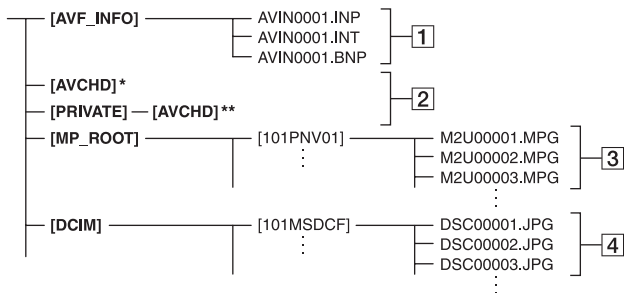 [AVF_INFO] AVIN0001.INP
AVIN0001.INT
AVIN0001.BNP
1
[AVCHD]*
[PRIVATE] [AVCHD]**
2
[MP_ROOT] [101PNV01] M2U00001.MPG
M2U00002.MPG
M2U00003.MPG
3
[DCIM] [101MSDCF] DSC00001.JPG
DSC00002.JPG
DSC00003.JPG
4